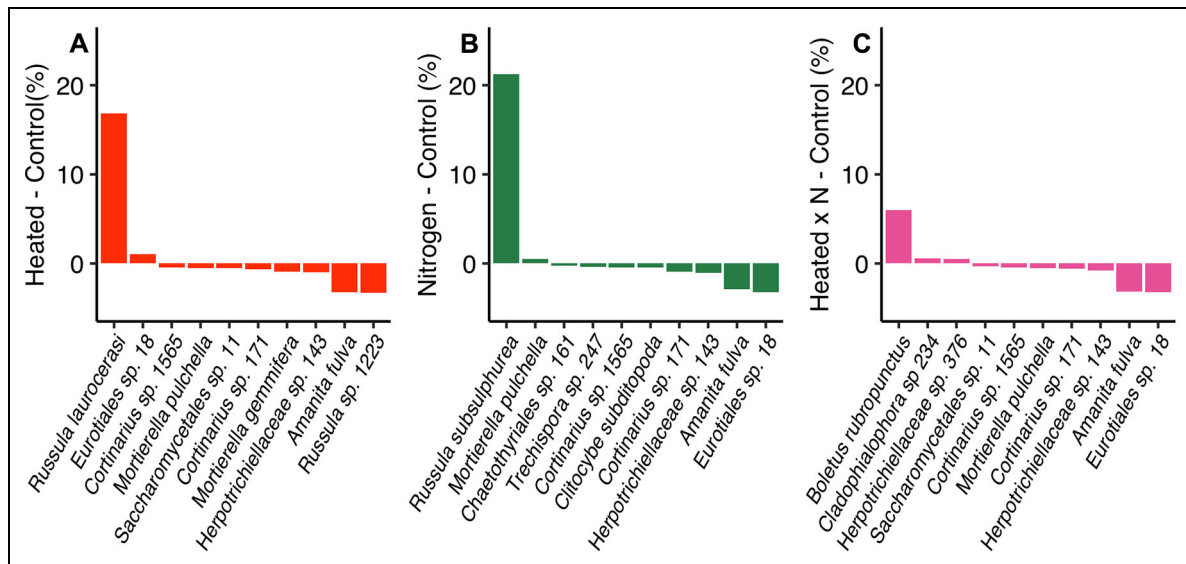 A
Heated - Control(%)
20
10
0
Russula laurocerasi
Eurotiales sp. 18
Cortinarius sp. 1565
Mortierella pulchella
Saccharomycetales sp. 11
Cortinarius sp. 171
Mortierella gemmifera
Herpotrichiellaceae sp. 143
Amanita fulva
Russula sp. 1223
B
Nitrogen - Control (%)
20
10
0
Russula subsulphurea
Mortierella pulchella
Chaetothyriales sp. 161
Trechispora sp. 247
Cortinarius sp. 1565
Clitocybe subditopoda
Cortinarius sp. 171
Herpotrichiellaceae sp. 143
Amanita fulva
Eurotiales sp. 18
C
Heated x N - Control (%)
20
10
0
Boletus rubropunctus
Cladophialophora sp 234
Herpotrichiellaceae sp. 376
Saccharomycetales sp. 11
Cortinarius sp. 1565
Mortierella pulchella
Cortinarius sp. 171
Herpotrichiellaceae sp. 143
Amanita fulva
Eurotiales sp. 18